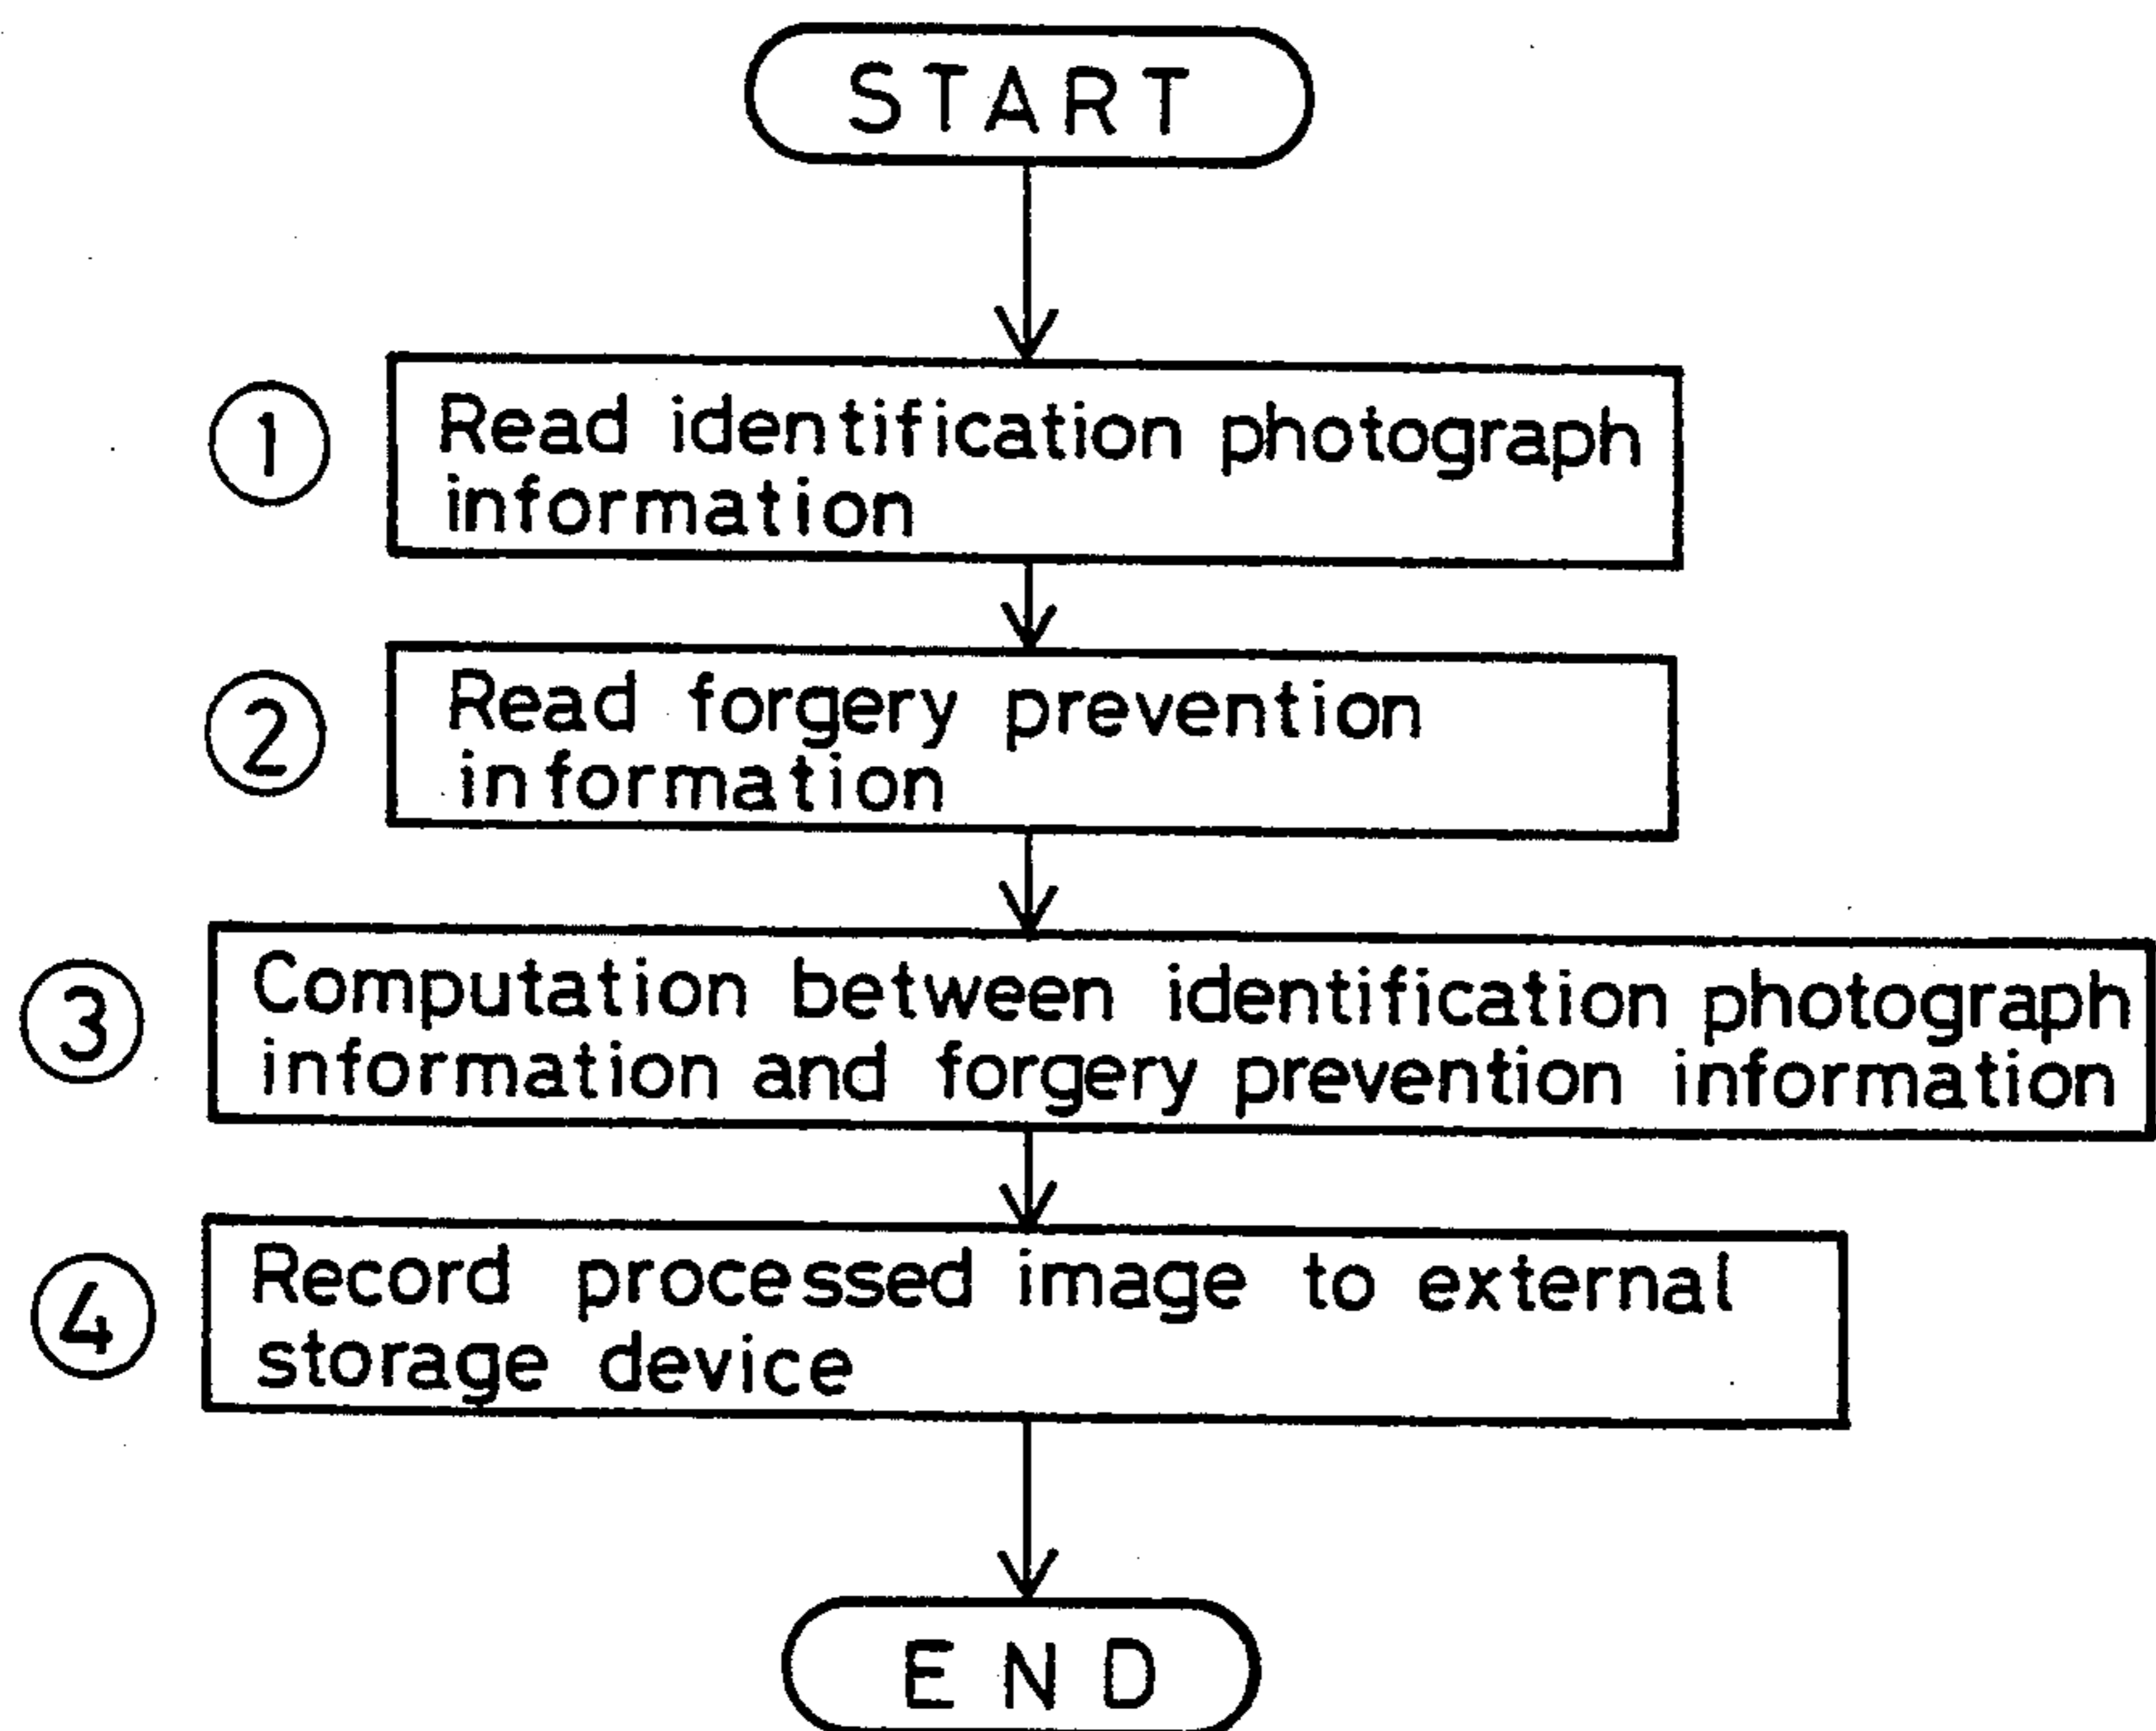 START
①
Read identification photograph
information
②
Read forgery prevention
information
③
Computation between identification photograph
information and forgery prevention information
④
Record processed image to external
storage device
END